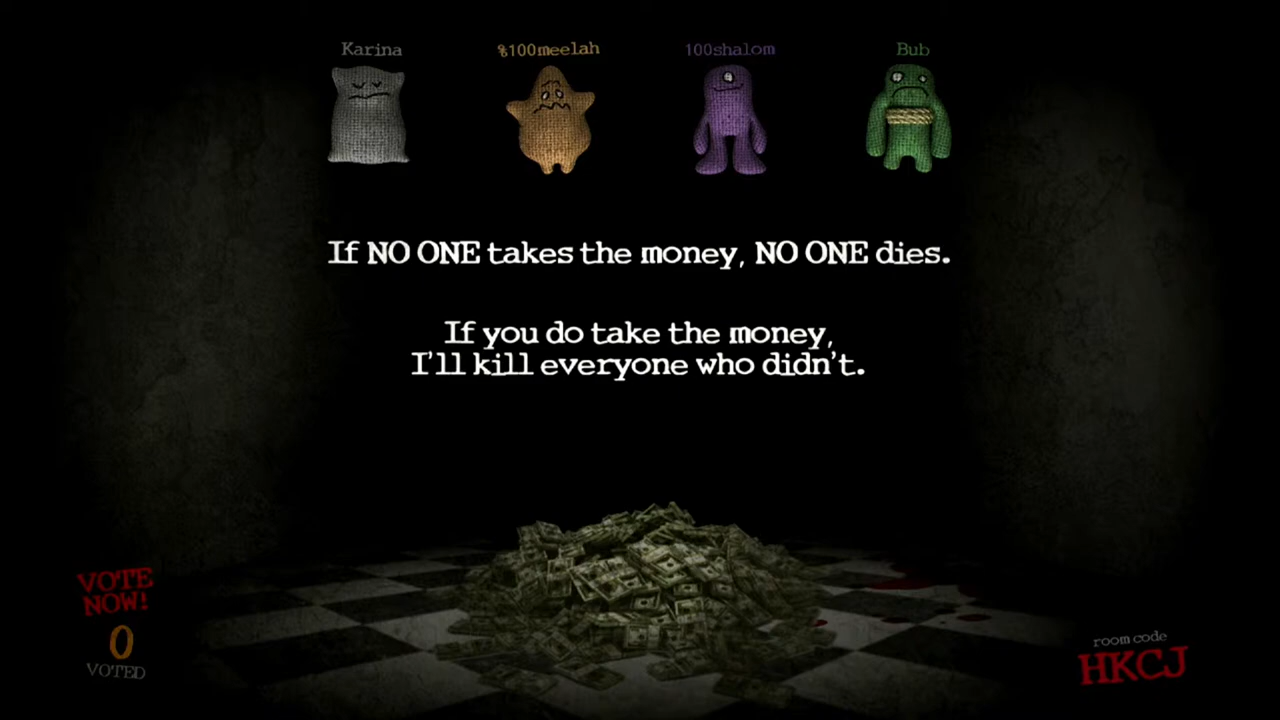 Karina
%100meelah
100shalom
Bub
If NO ONE takes the money, NO ONE dies.
If you do take the money,
I'll kill everyone who didn't.
VOTE
NOW!
0
VOTED
room code
HKCJ